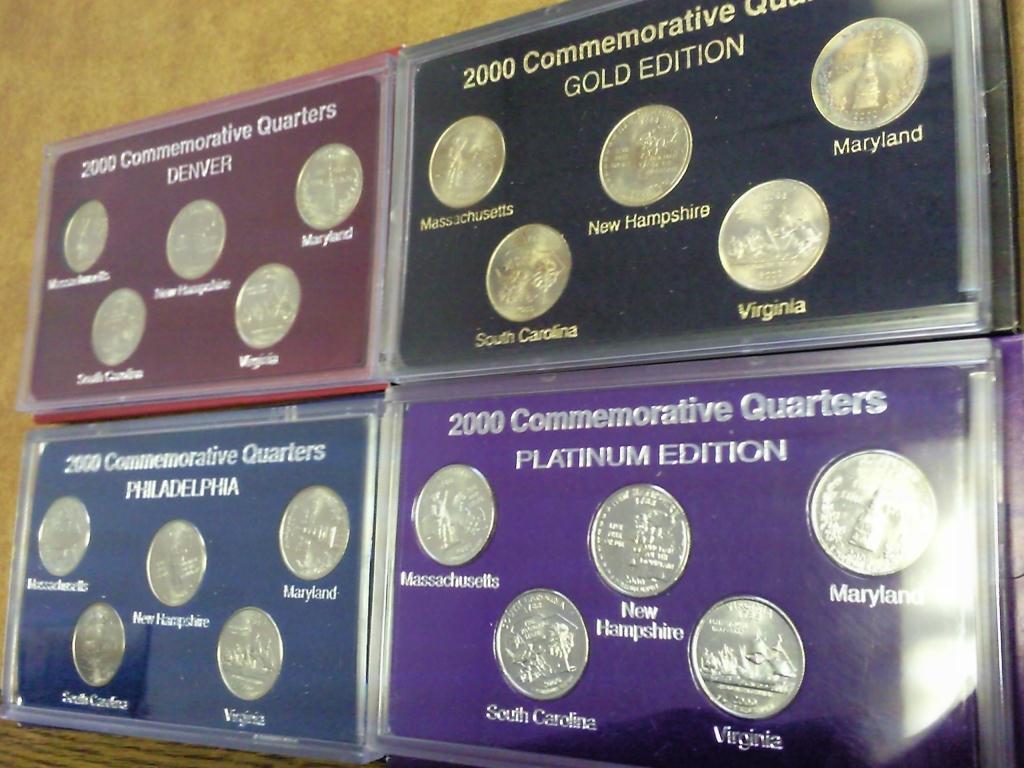 2000 Commemorative Quarters
DENVER
Massachusetts
New Hampshire
Maryland
South Carolina
Virginia
2000 Commemorative
GOLD EDITION
Massachusetts
New Hampshire
Maryland
South Carolina
Virginia
2000 Commemorative Quarters
PHILADELPHIA
Massachusetts
New Hampshire
Maryland
South Carolina
Virginia
2000 Commemorative Quarters
PLATINUM EDITION
Massachusetts
New
Hampshire
Maryland
South Carolina
Virginia